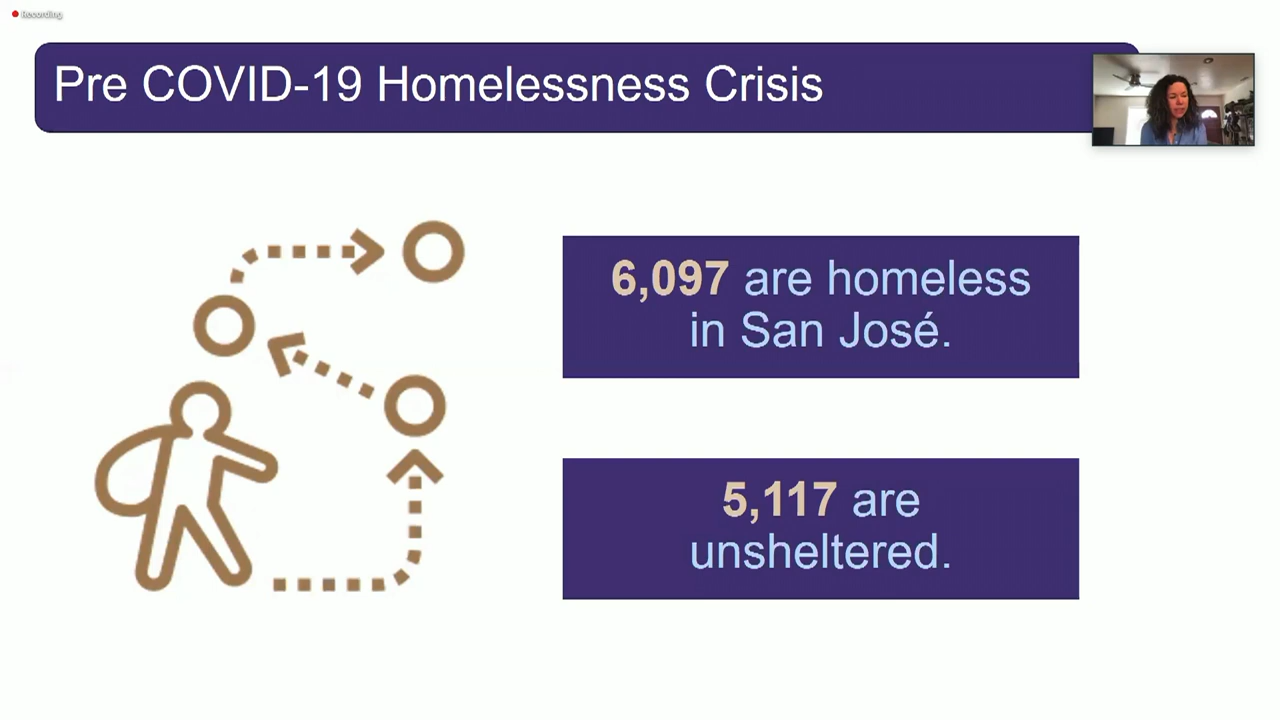 Recording
Pre COVID-19 Homelessness Crisis
6,097 are homeless
in San José.
5,117 are
unsheltered.